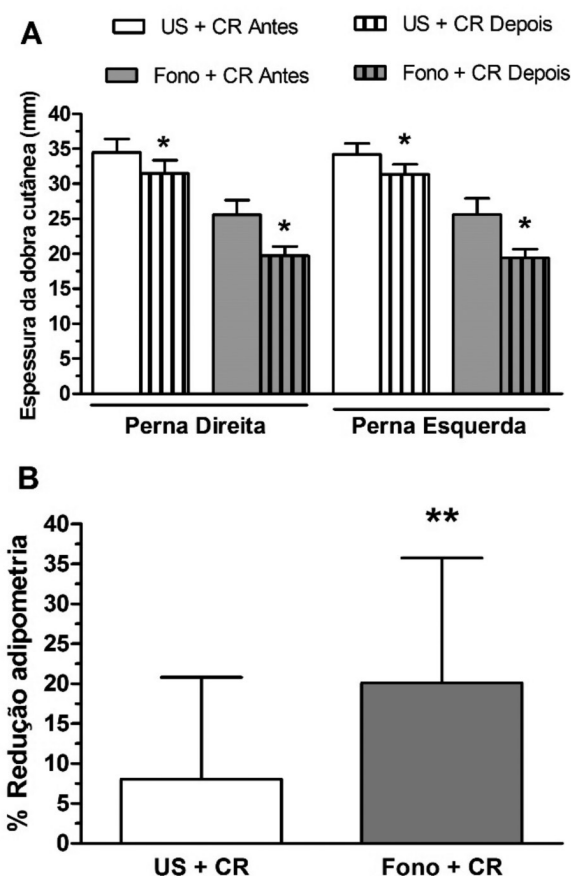 A
US + CR Antes
US + CR Depois
Fono + CR Antes
Fono + CR Depois
Espessura da dobra cutânea (mm)
40
35
30
25
20
35
10
5
0
*
*
*
*
Perna Direita
Perna Esquerda
B
% Redução adipometria
40
35
30
25
20
15
10
5
0
**
US + CR
Fono + CR